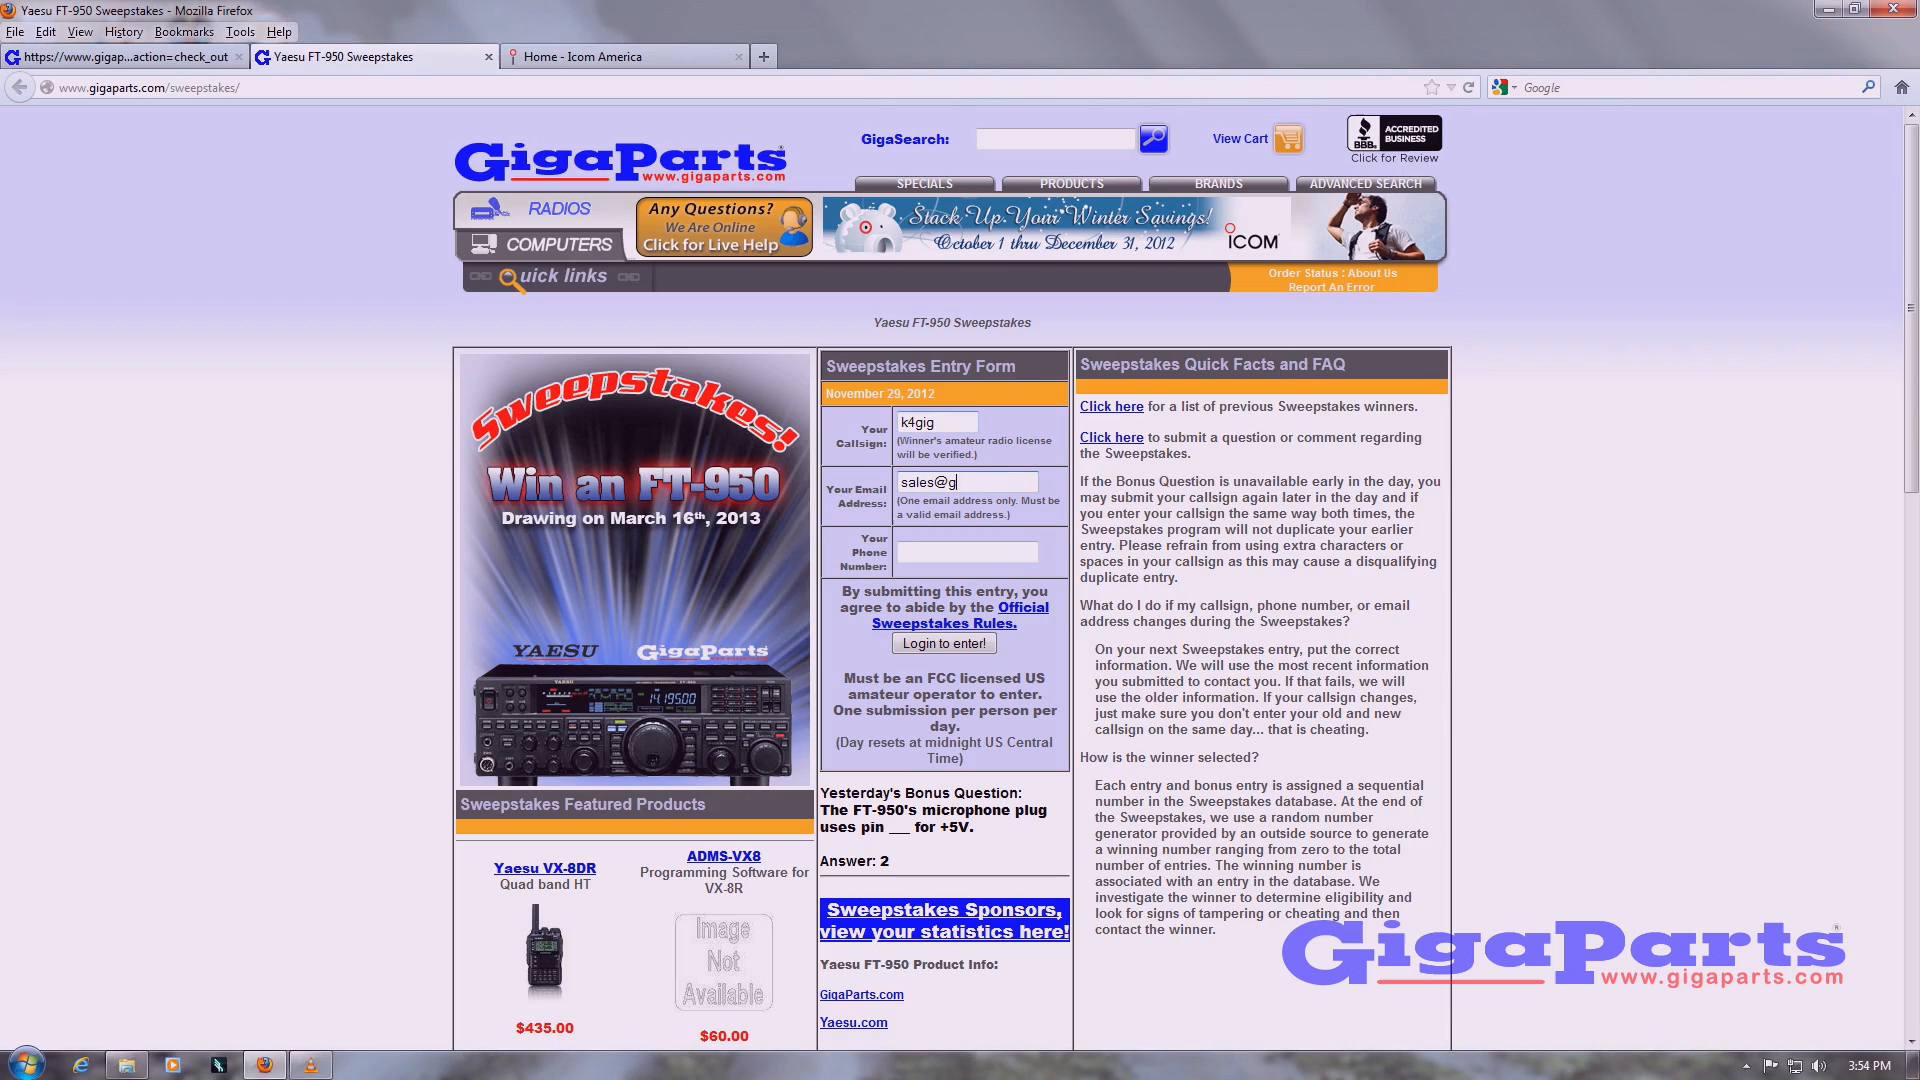 Yaesu FT-950 Sweepstakes - Mozilla Firefox
File Edit View History Bookmarks Tools Help
https://www.gigap...action=check_out
Yaesu FT-950 Sweepstakes
Home - Icom America
www.gigaparts.com/sweepstakes/
Google
GigaParts
www.gigaparts.com
GigaSearch:
View Cart
BBB
ACCREDITED
BUSINESS
Click for Review
SPECIALS
PRODUCTS
BRANDS
ADVANCED SEARCH
RADIOS
COMPUTERS
Any Questions?
We Are Online
Click for Live Help
Stack Up Your Winter Savings!
October 1 thru December 31, 2012
ICOM
uick links
Order Status : About Us
Report An Error
Yaesu FT-950 Sweepstakes
Sweepstakes!
Win an FT-950
Drawing on March 16th, 2013
YAESU
GigaParts
14.195.00
Sweepstakes Featured Products
Yaesu VX-8DR
Quad band HT
$435.00
ADMS-VX8
Programming Software for
VX-8R
Image
Not
Available
$60.00
Sweepstakes Entry Form
November 29, 2012
Your
Callsign:
k4gig
(Winner's amateur radio license
will be verified.)
Your Email
Address:
sales@g
(One email address only. Must be
a valid email address.)
Your
Phone
Number:
By submitting this entry, you
agree to abide by the Official
Sweepstakes Rules.
Login to enter!
Must be an FCC licensed US
amateur operator to enter.
One submission per person per
day.
(Day resets at midnight US Central
Time)
Yesterday's Bonus Question:
The FT-950's microphone plug
uses pin ___ for +5V.
Answer: 2
Sweepstakes Sponsors,
view your statistics here!
Yaesu FT-950 Product Info:
GigaParts.com
Yaesu.com
Sweepstakes Quick Facts and FAQ
Click here for a list of previous Sweepstakes winners.
Click here to submit a question or comment regarding
the Sweepstakes.
If the Bonus Question is unavailable early in the day, you
may submit your callsign again later in the day and if
you enter your callsign the same way both times, the
Sweepstakes program will not duplicate your earlier
entry. Please refrain from using extra characters or
spaces in your callsign as this may cause a disqualifying
duplicate entry.
What do I do if my callsign, phone number, or email
address changes during the Sweepstakes?
On your next Sweepstakes entry, put the correct
information. We will use the most recent information
you submitted to contact you. If that fails, we will
use the older information. If your callsign changes,
just make sure you don't enter your old and new
callsign on the same day... that is cheating.
How is the winner selected?
Each entry and bonus entry is assigned a sequential
number in the Sweepstakes database. At the end of
the Sweepstakes, we use a random number
generator provided by an outside source to generate
a winning number ranging from zero to the total
number of entries. The winning number is
associated with an entry in the database. We
investigate the winner to determine eligibility and
look for signs of tampering or cheating and then
contact the winner.
GigaParts
www.gigaparts.com
3:54 PM